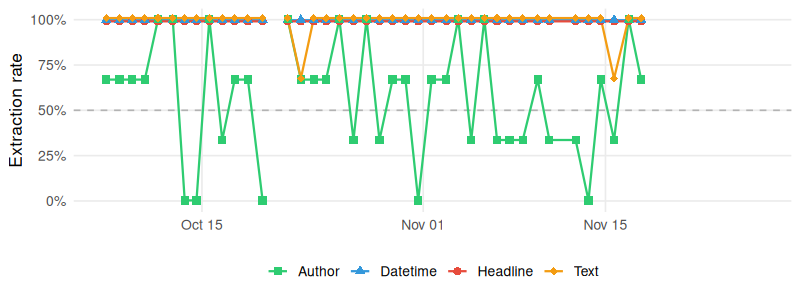 Extraction rate
100%
75%
50%
25%
0%
Oct 15 Nov 01 Nov 15
Author Datetime Headline Text